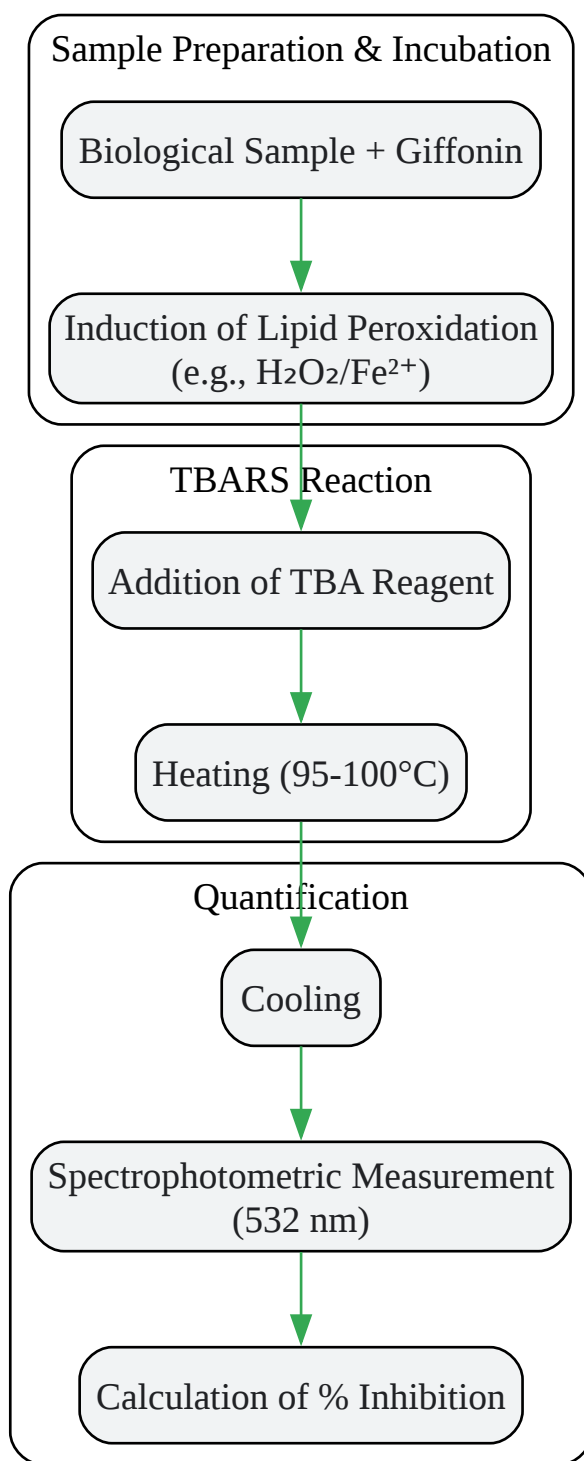 Sample Preparation & Incubation
Biological Sample + Giffonin
Induction of Lipid Peroxidation
(e.g., H₂O₂/Fe²⁺)
TBARS Reaction
Addition of TBA Reagent
Heating (95-100°C)
Quantification
Cooling
Spectrophotometric Measurement
(532 nm)
Calculation of % Inhibition